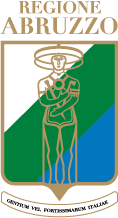 REGIONE
ABRUZZO
GENTIUM VEL FORTISSIMARUM ITALIAE